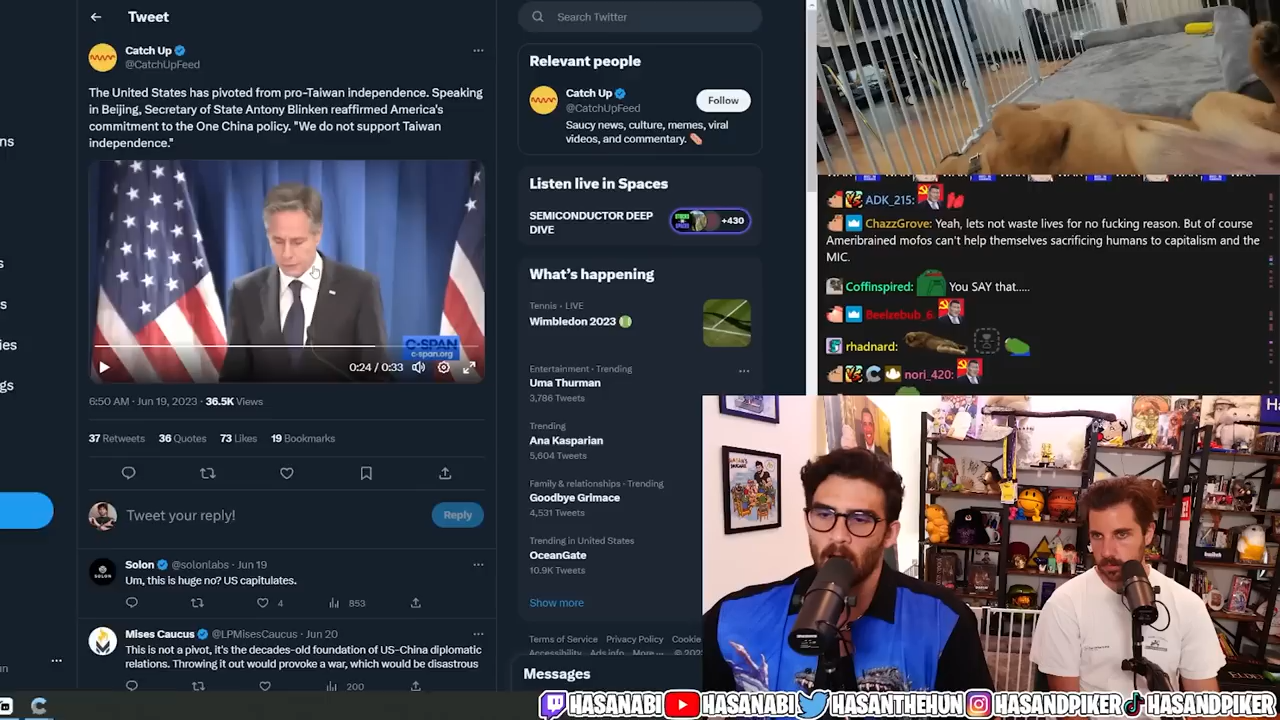 Tweet
Catch Up
@CatchUpFeed
The United States has pivoted from pro-Taiwan independence. Speaking
in Beijing, Secretary of State Antony Blinken reaffirmed America's
commitment to the One China policy. "We do not support Taiwan
independence."
C-SPAN
c-span.org
0:24 / 0:33
6:50 AM · Jun 19, 2023 · 36.5K Views
37 Retweets 36 Quotes 73 Likes 19 Bookmarks
Tweet your reply!
Reply
Solon @solonlabs · Jun 19
Um, this is huge no? US capitulates.
4 853
Mises Caucus @LPMisesCaucus · Jun 20
This is not a pivot, it's the decades-old foundation of US-China diplomatic
relations. Throwing it out would provoke a war, which would be disastrous
200
Search Twitter
Relevant people
Catch Up
@CatchUpFeed
Follow
Saucy news, culture, memes, viral
videos, and commentary.
Listen live in Spaces
SEMICONDUCTOR DEEP
DIVE
+430
What's happening
Tennis · LIVE
Wimbledon 2023
Entertainment · Trending
Uma Thurman
3,786 Tweets
Trending
Ana Kasparian
5,604 Tweets
Family & relationships · Trending
Goodbye Grimace
4,531 Tweets
Trending in United States
OceanGate
10.9K Tweets
Show more
Terms of Service Privacy Policy Cookie
Accessibility Ads info More
Messages
ADK_215:
ChazzGrove: Yeah, lets not waste lives for no fucking reason. But of course
Ameribrained mofos can't help themselves sacrificing humans to capitalism and the
MIC.
Coffinspired: You SAY that.....
Beelzebub_6:
rhadnard:
nori_420:
HASANABI HASANABI HASANTHEHUN HASANDPIKER HASANDPIKER